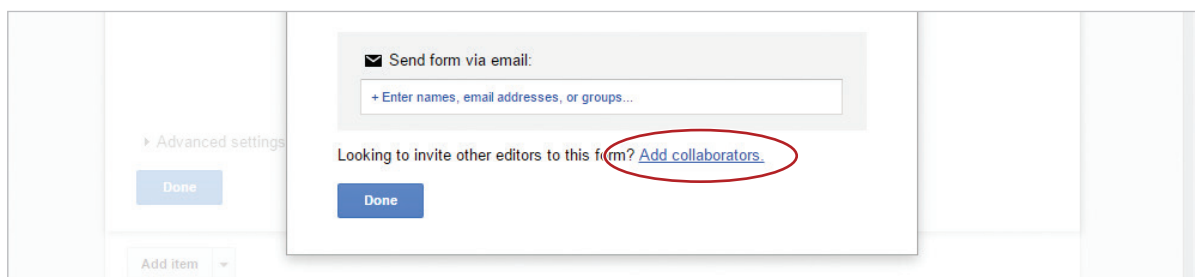 Send form via email:
+ Enter names, email addresses, or groups...
Advanced settings
Looking to invite other editors to this form? Add collaborators.
Done
Done
Add item